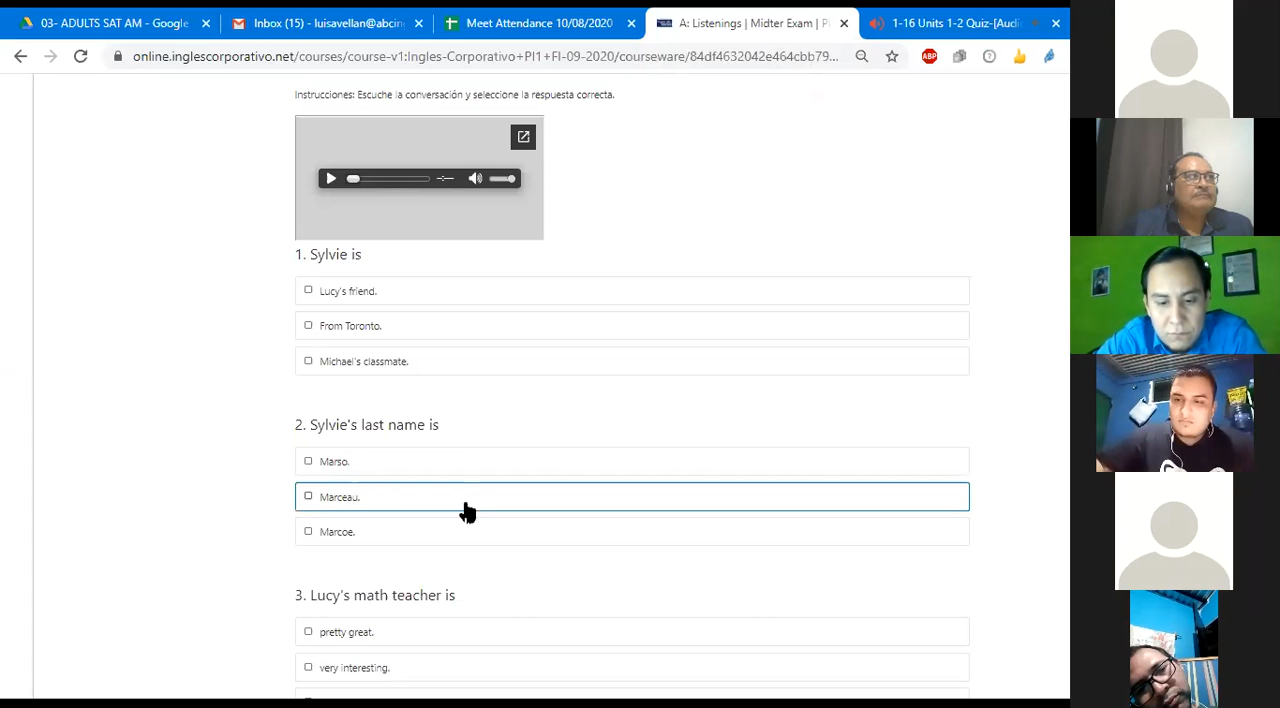 03- ADULTS SAT AM - Google
Inbox (15) - luisavellan@abcing
Meet Attendance 10/08/2020
A: Listenings | Midter Exam | PI
1-16 Units 1-2 Quiz-[Audi
online.inglescorporativo.net/courses/course-v1:Ingles-Corporativo+PI1+FI-09-2020/courseware/84df4632042e464cbb79...
ABP
Instrucciones: Escuche la conversación y seleccione la respuesta correcta.
-:--
1. Sylvie is
Lucy's friend.
From Toronto.
Michael's classmate.
2. Sylvie's last name is
Marso.
Marceau.
Marcoe.
3. Lucy's math teacher is
pretty great.
very interesting.